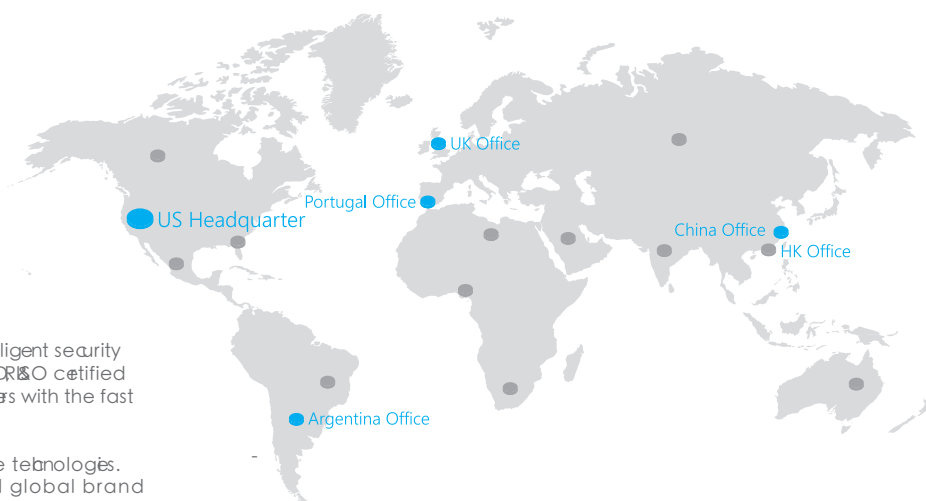 UK Office
Portugal Office
US Headquarter
China Office
HK Office
ligent security
certified
rs with the fast
Argentina Office
-
e technologies.
l global brand